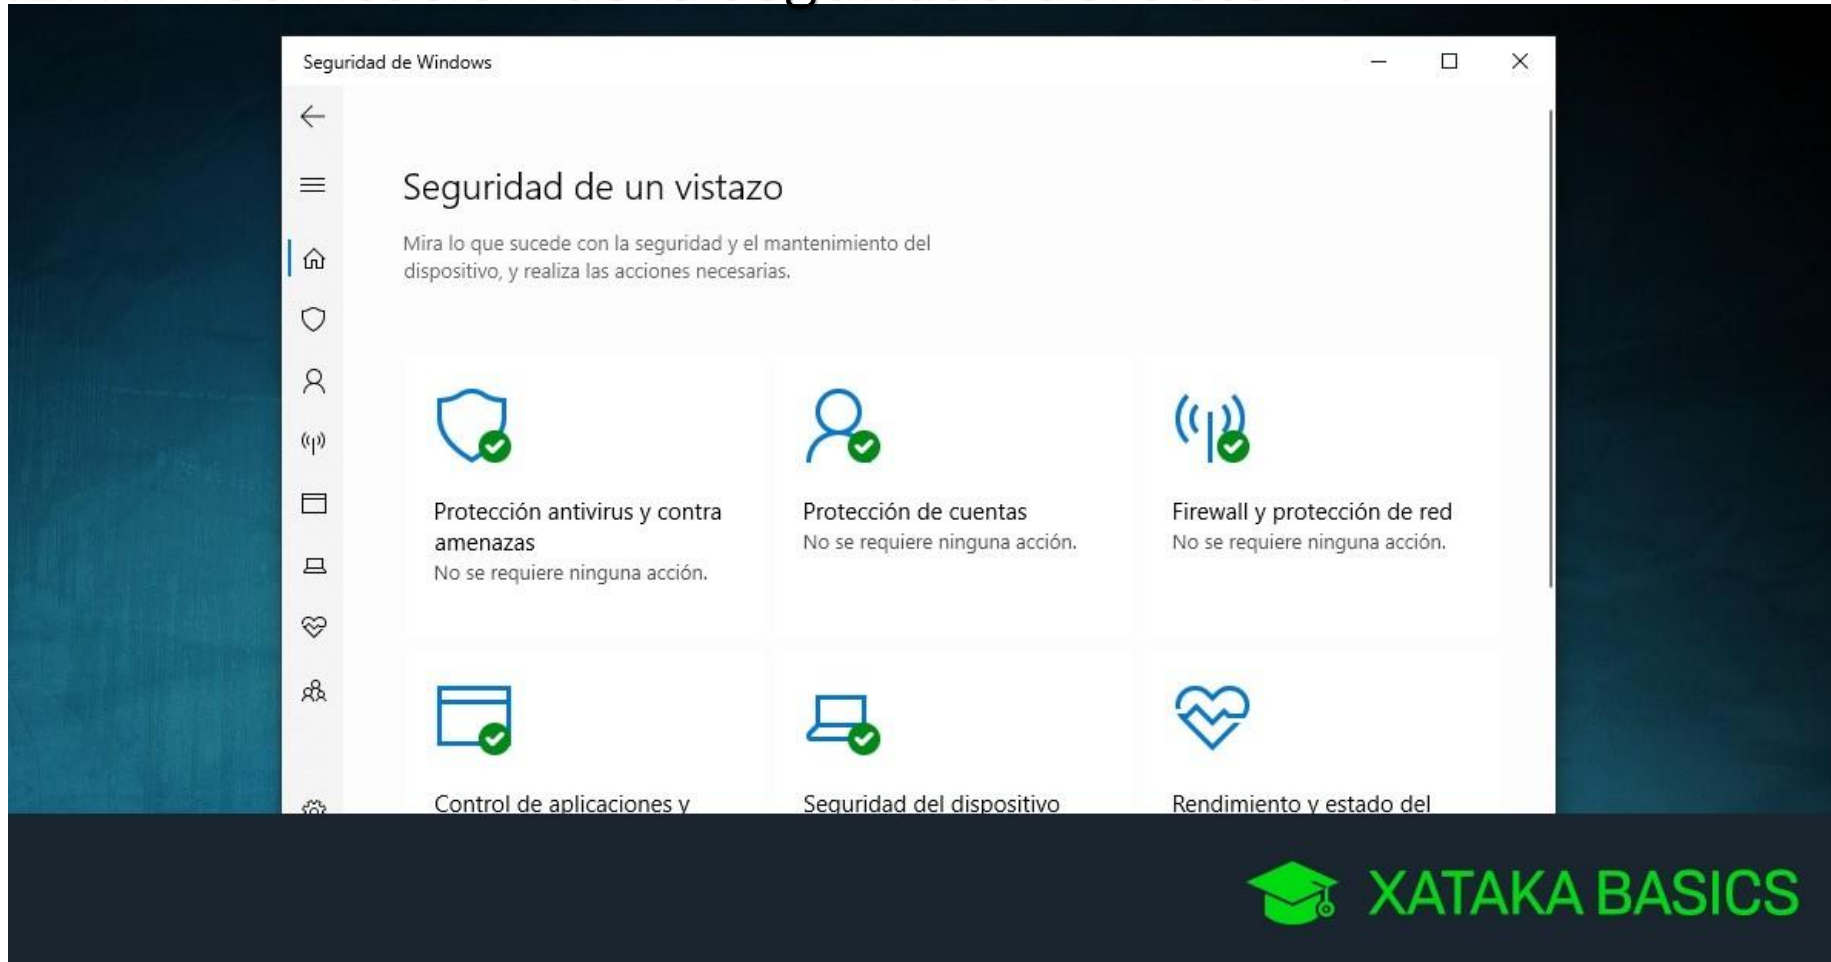 Seguridad de Windows
Seguridad de un vistazo
Mira lo que sucede con la seguridad y el mantenimiento del
dispositivo, y realiza las acciones necesarias.
Protección antivirus y contra
amenazas
No se requiere ninguna acción.
Protección de cuentas
No se requiere ninguna acción.
Firewall y protección de red
No se requiere ninguna acción.
Control de aplicaciones y
Seguridad del dispositivo
Rendimiento y estado del
XATAKA BASICS